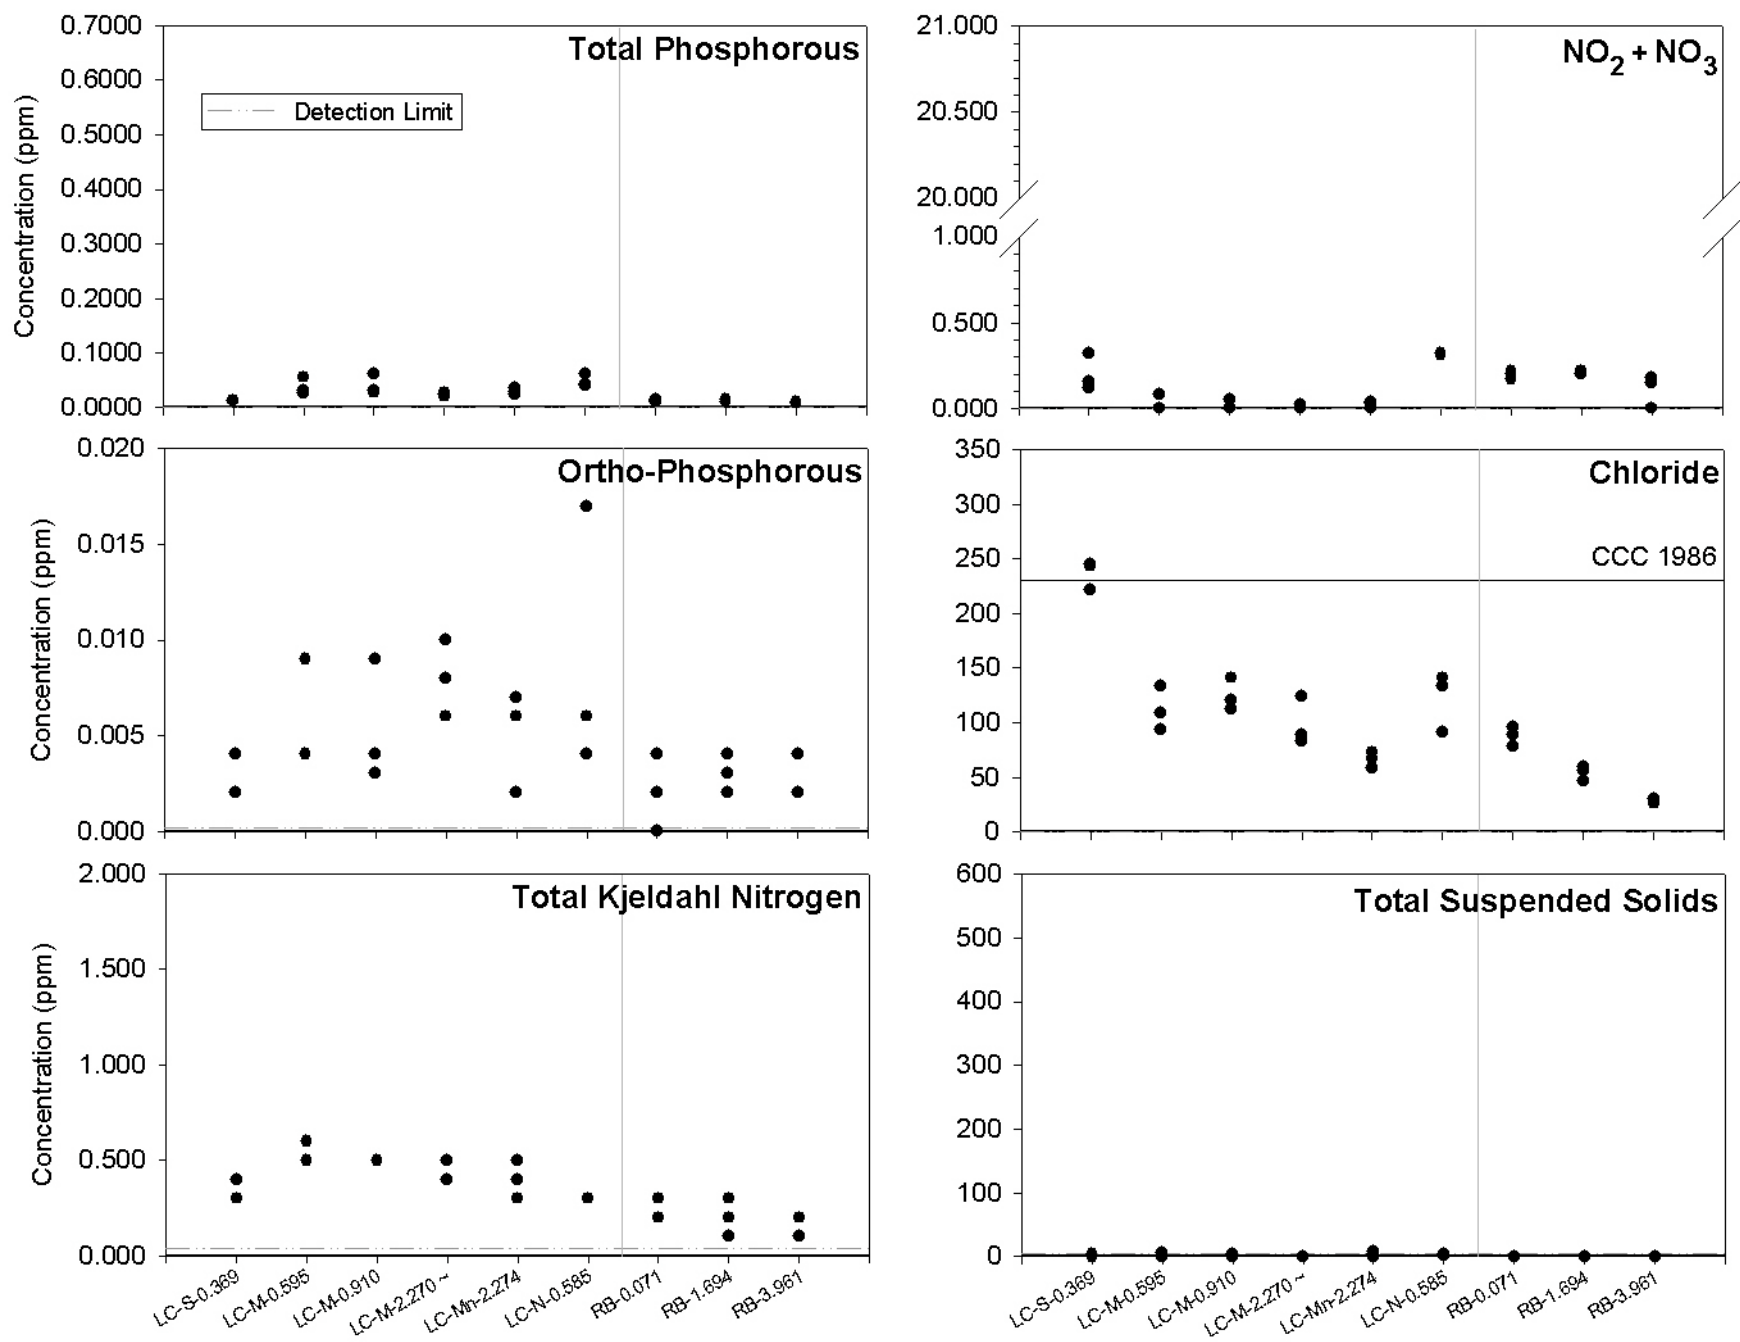 Total Phosphorous
Detection Limit
Concentration (ppm)
0.7000
0.6000
0.5000
0.4000
0.3000
0.2000
0.1000
0.0000
NO2 + NO3
21.000
20.500
20.000
1.000
0.500
0.000
Ortho-Phosphorous
Concentration (ppm)
0.020
0.015
0.010
0.005
0.000
Chloride
CCC 1986
350
300
250
200
150
100
50
0
Total Kjeldahl Nitrogen
Concentration (ppm)
2.000
1.500
1.000
0.500
0.000
LC-S-0.369
LC-M-0.595
LC-M-0.910
LC-M-2.270 ~
LC-Mn-2.274
LC-N-0.585
RB-0.071
RB-1.694
RB-3.961
Total Suspended Solids
600
500
400
300
200
100
0
LC-S-0.369
LC-M-0.595
LC-M-0.910
LC-M-2.270 ~
LC-Mn-2.274
LC-N-0.585
RB-0.071
RB-1.694
RB-3.961